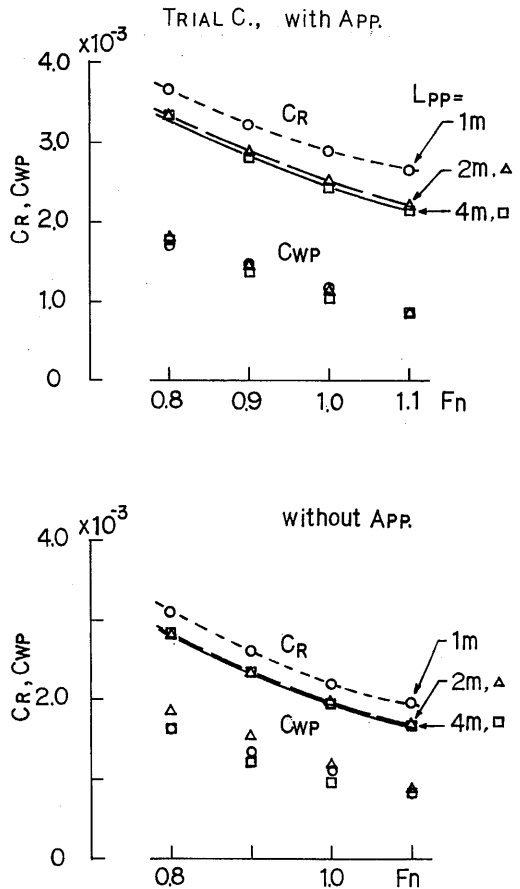 TRIAL C., with APP.
×10⁻³
4.0
LPP=
CR
1m
3.0
2m, △
4m, □
CR, CWP
2.0
CWP
1.0
0
0.8 0.9 1.0 1.1 Fn
without APP.
×10⁻³
4.0
1m
CR
2m, △
2.0
4m, □
CR, CWP
CWP
0
0.8 1.0 Fn